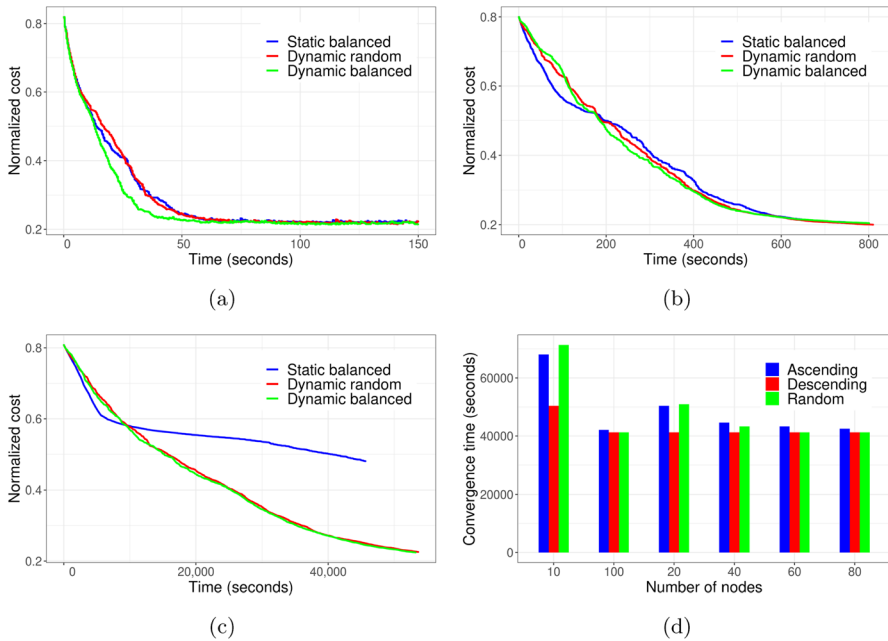 Normalized cost
0.8
0.6
0.4
0.2
Static balanced
Dynamic random
Dynamic balanced
0
50
100
150
Time (seconds)
(a)
Normalized cost
0.8
0.6
0.4
0.2
Static balanced
Dynamic random
Dynamic balanced
0
200
400
600
800
Time (seconds)
(b)
Normalized cost
0.8
0.6
0.4
0.2
Static balanced
Dynamic random
Dynamic balanced
0
20,000
40,000
Time (seconds)
(c)
Convergence time (seconds)
60000
40000
20000
0
Ascending
Descending
Random
10
100
20
40
60
80
Number of nodes
(d)